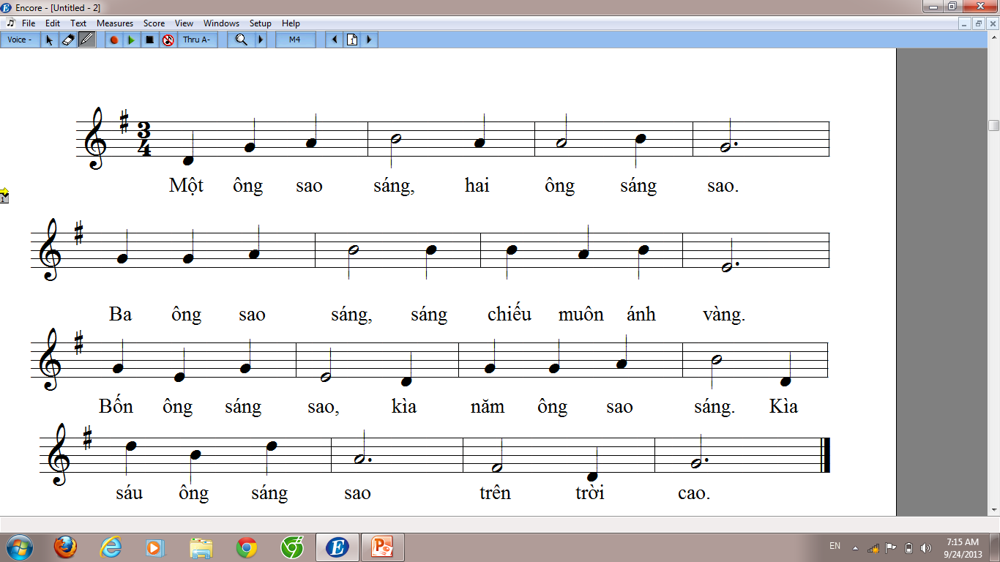 Encore - [Untitled - 2]
File Edit Text Measures Score View Windows Setup Help
Voice - Thru A- M4 1
3
4
Một ông sao sáng, hai ông sáng sao.
1
Ba ông sao sáng, sáng chiếu muôn ánh vàng.
Bốn ông sáng sao, kìa năm ông sao sáng. Kìa
sáu ông sáng sao trên trời cao.
EN
7:15 AM
9/24/2013